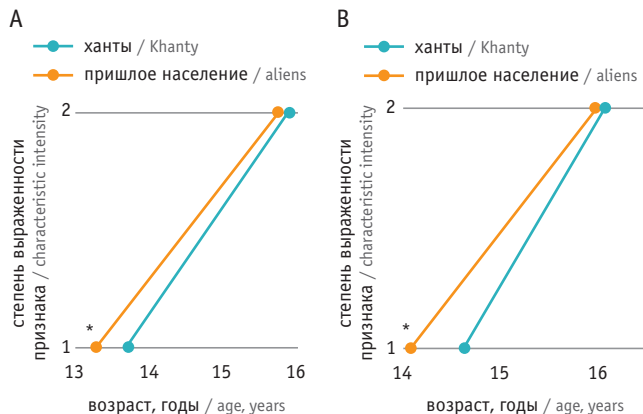 A
ханты / Khanty
пришлое население / aliens
степень выраженности
признака / characteristic intensity
2
*
1
13 14 15 16
возраст, годы / age, years
B
ханты / Khanty
пришлое население / aliens
степень выраженности
признака / characteristic intensity
2
*
1
14 15 16
возраст, годы / age, years